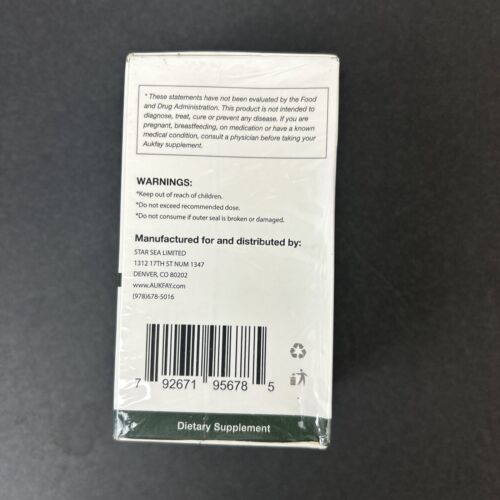 * These statements have not been evaluated by the Food
and Drug Administration. This product is not intended to
diagnose, treat, cure or prevent any disease. If you are
pregnant, breastfeeding, on medication or have a known
medical condition, consult a physician before taking your
Aukfay supplement.
WARNINGS:
*Keep out of reach of children.
*Do not exceed recommended dose.
*Do not consume if outer seal is broken or damaged.
Manufactured for and distributed by:
STAR SEA LIMITED
1312 17TH ST NUM 1347
DENVER, CO 80202
www.AUKFAY.com
(978)678-5016
7 92671 95678 5
Dietary Supplement